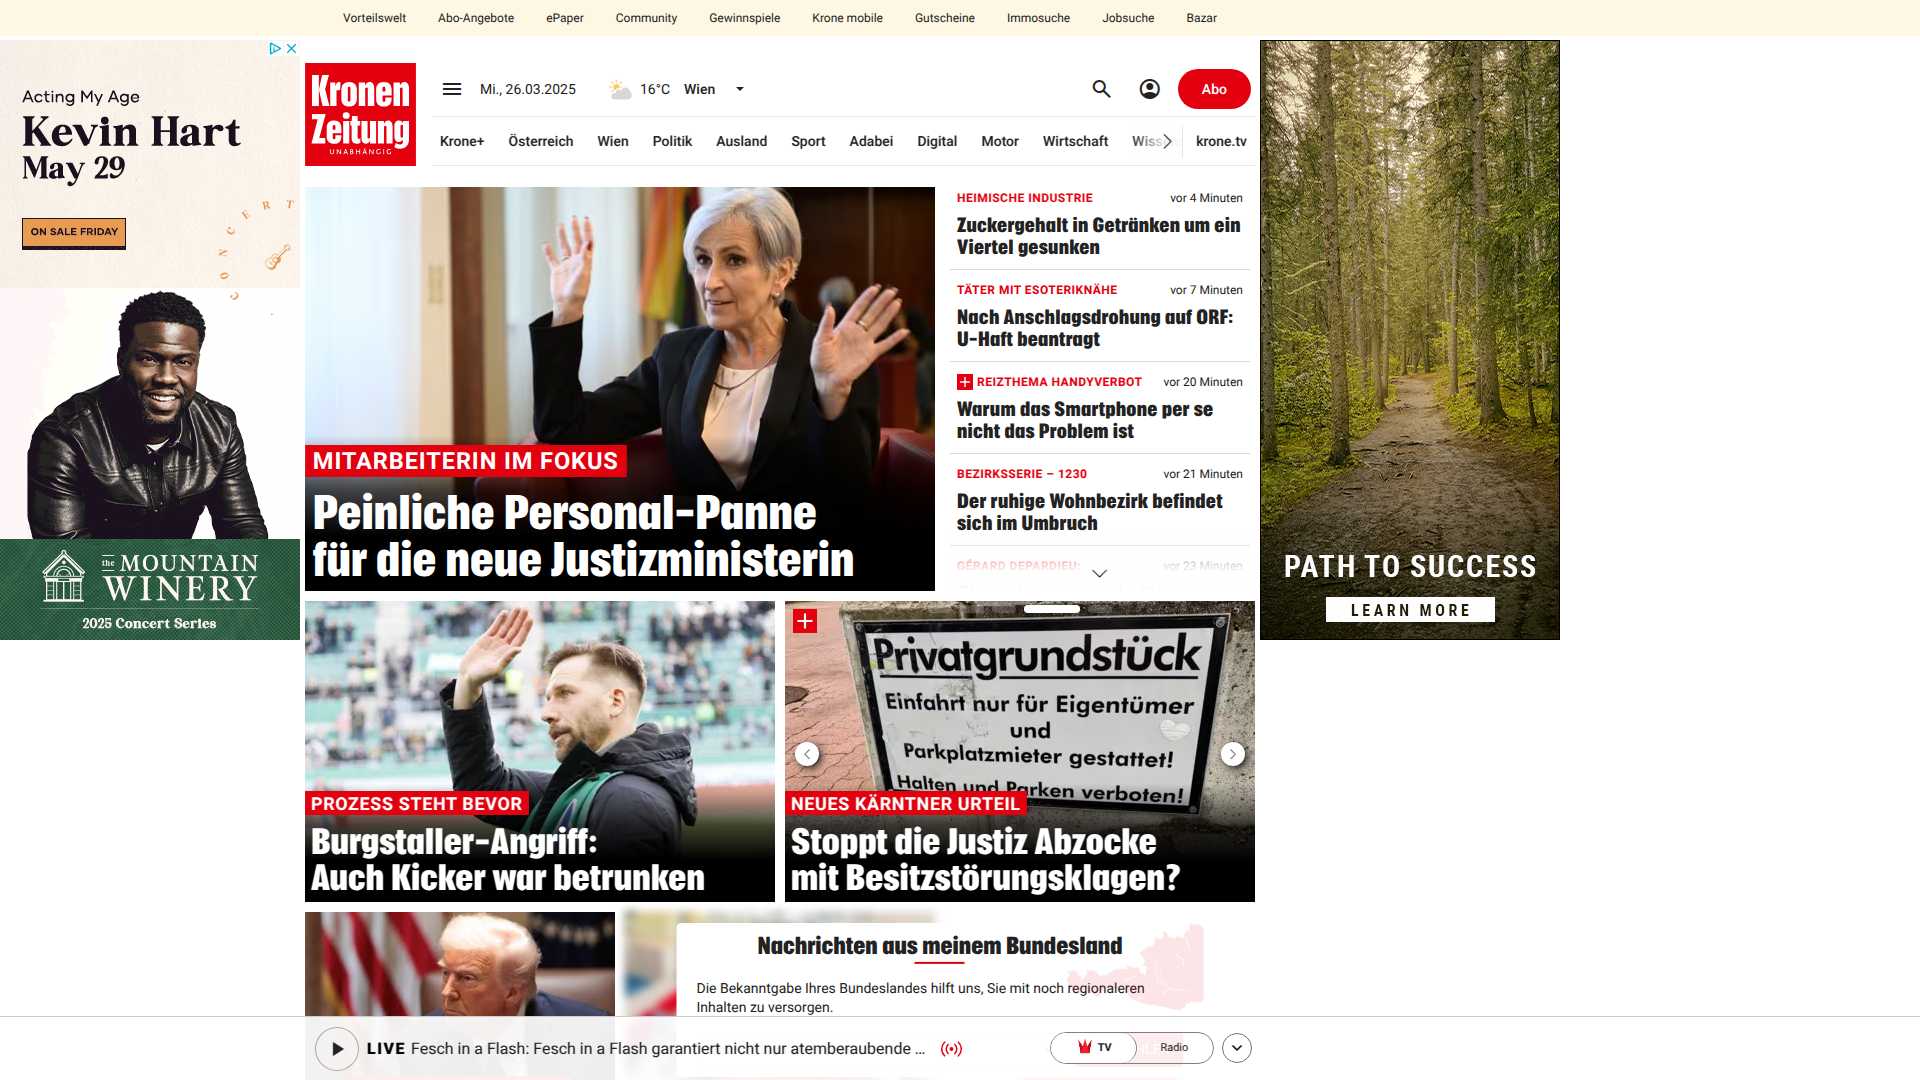 Vorteilswelt Abo-Angebote ePaper Community Gewinnspiele Krone mobile Gutscheine Immosuche Jobsuche Bazar
Acting My Age
Kevin Hart
May 29
ON SALE FRIDAY
CONCERT
the MOUNTAIN
WINERY
2025 Concert Series
Kronen
Zeitung
UNABHÄNGIG
Mi., 26.03.2025 16°C Wien
Abo
Krone+ Österreich Wien Politik Ausland Sport Adabei Digital Motor Wirtschaft Wiss krone.tv
MITARBEITERIN IM FOKUS
Peinliche Personal-Panne
für die neue Justizministerin
HEIMISCHE INDUSTRIE vor 4 Minuten
Zuckergehalt in Getränken um ein
Viertel gesunken
TÄTER MIT ESOTERIKNÄHE vor 7 Minuten
Nach Anschlagsdrohung auf ORF:
U-Haft beantragt
REIZTHEMA HANDYVERBOT vor 20 Minuten
Warum das Smartphone per se
nicht das Problem ist
BEZIRKSSERIE – 1230 vor 21 Minuten
Der ruhige Wohnbezirk befindet
sich im Umbruch
GÉRARD DEPARDIEU: vor 23 Minuten
PATH TO SUCCESS
LEARN MORE
PROZESS STEHT BEVOR
Burgstaller-Angriff:
Auch Kicker war betrunken
Privatgrundstück
Einfahrt nur für Eigentümer
und
Parkplatzmieter gestattet!
Halten und Parken verboten!
NEUES KÄRNTNER URTEIL
Stoppt die Justiz Abzocke
mit Besitzstörungsklagen?
Nachrichten aus meinem Bundesland
Die Bekanntgabe Ihres Bundeslandes hilft uns, Sie mit noch regionaleren
Inhalten zu versorgen.
LIVE Fesch in a Flash: Fesch in a Flash garantiert nicht nur atemberaubende ...
TV Radio